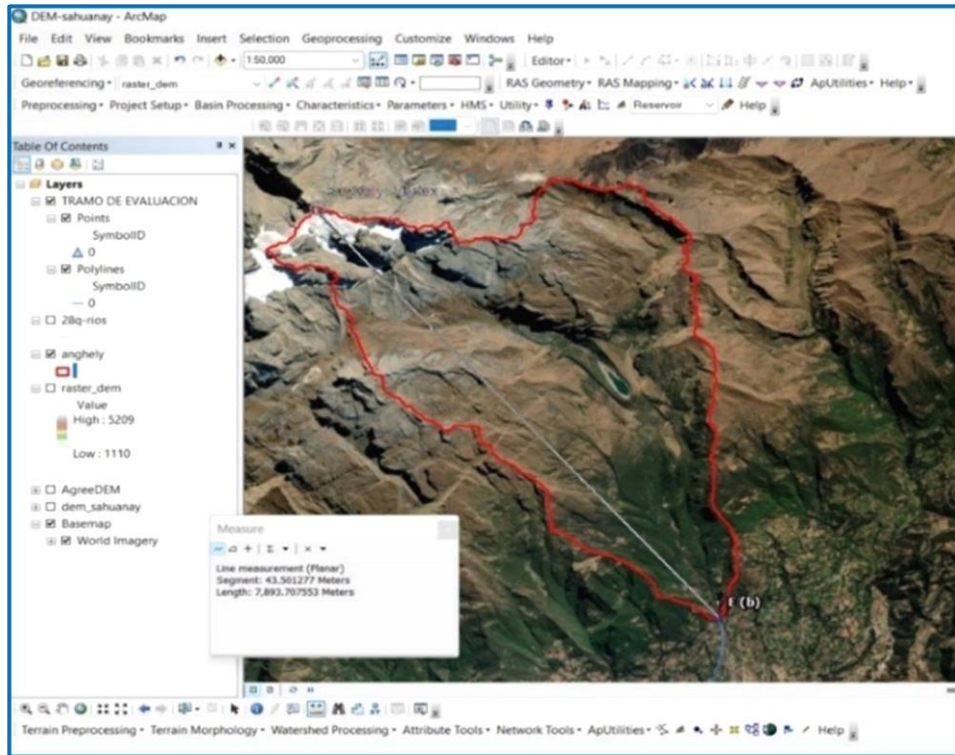 DEM-sahuanay - ArcMap
File Edit View Bookmarks Insert Selection Geoprocessing Customize Windows Help
1:50,000 Editor
Georeferencing raster_dem RAS Geometry RAS Mapping ApUtilities Help
Preprocessing Project Setup Basin Processing Characteristics Parameters HMS Utility Reservoir Help
Table Of Contents
Layers
TRAMO DE EVALUACION
Points
SymbolID
0
Polylines
SymbolID
0
28q-rios
anghely
raster_dem
Value
High : 5209
Low : 1110
AgreeDEM
dem_sahuanay
Basemap
World Imagery
Measure
Line measurement (Planar)
Segment: 43.501277 Meters
Length: 7,893.707553 Meters
(b)
Terrain Preprocessing Terrain Morphology Watershed Processing Attribute Tools Network Tools ApUtilities Help